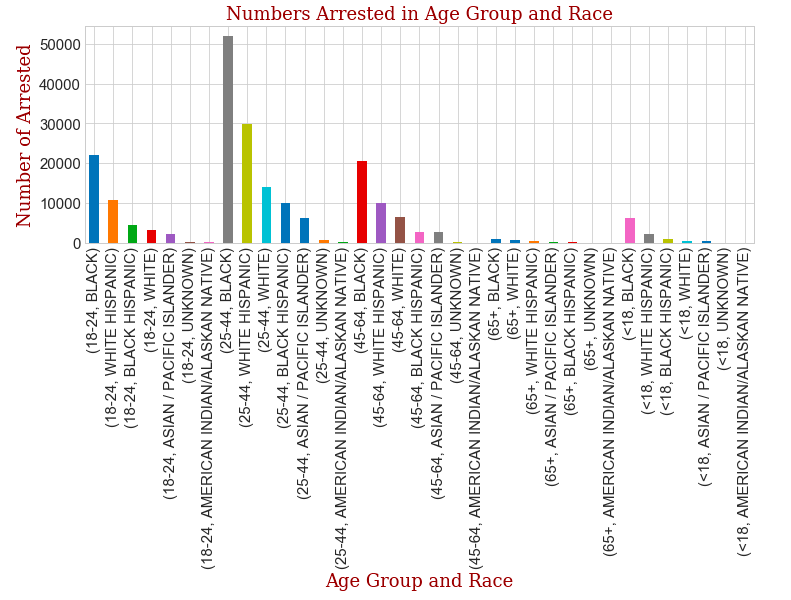 Numbers Arrested in Age Group and Race
Number of Arrested
50000
40000
30000
20000
10000
0
(18-24, BLACK)
(18-24, WHITE HISPANIC)
(18-24, BLACK HISPANIC)
(18-24, WHITE)
(18-24, ASIAN / PACIFIC ISLANDER)
(18-24, UNKNOWN)
(18-24, AMERICAN INDIAN/ALASKAN NATIVE)
(25-44, BLACK)
(25-44, WHITE HISPANIC)
(25-44, WHITE)
(25-44, BLACK HISPANIC)
(25-44, ASIAN / PACIFIC ISLANDER)
(25-44, UNKNOWN)
(25-44, AMERICAN INDIAN/ALASKAN NATIVE)
(45-64, BLACK)
(45-64, WHITE HISPANIC)
(45-64, WHITE)
(45-64, BLACK HISPANIC)
(45-64, ASIAN / PACIFIC ISLANDER)
(45-64, UNKNOWN)
(45-64, AMERICAN INDIAN/ALASKAN NATIVE)
(65+, BLACK)
(65+, WHITE)
(65+, WHITE HISPANIC)
(65+, ASIAN / PACIFIC ISLANDER)
(65+, BLACK HISPANIC)
(65+, UNKNOWN)
(65+, AMERICAN INDIAN/ALASKAN NATIVE)
(<18, BLACK)
(<18, WHITE HISPANIC)
(<18, BLACK HISPANIC)
(<18, WHITE)
(<18, ASIAN / PACIFIC ISLANDER)
(<18, UNKNOWN)
(<18, AMERICAN INDIAN/ALASKAN NATIVE)
Age Group and Race